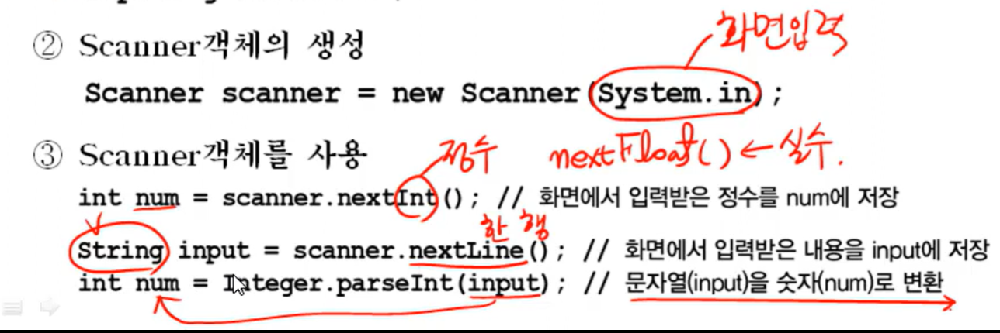 ② Scanner객체의 생성
화면입력
Scanner scanner = new Scanner(System.in);
③ Scanner객체를 사용
정수
nextFloat() ← 실수.
int num = scanner.nextInt(); // 화면에서 입력받은 정수를 num에 저장
한 행
String input = scanner.nextLine(); // 화면에서 입력받은 내용을 input에 저장
int num = Integer.parseInt(input); // 문자열(input)을 숫자(num)로 변환